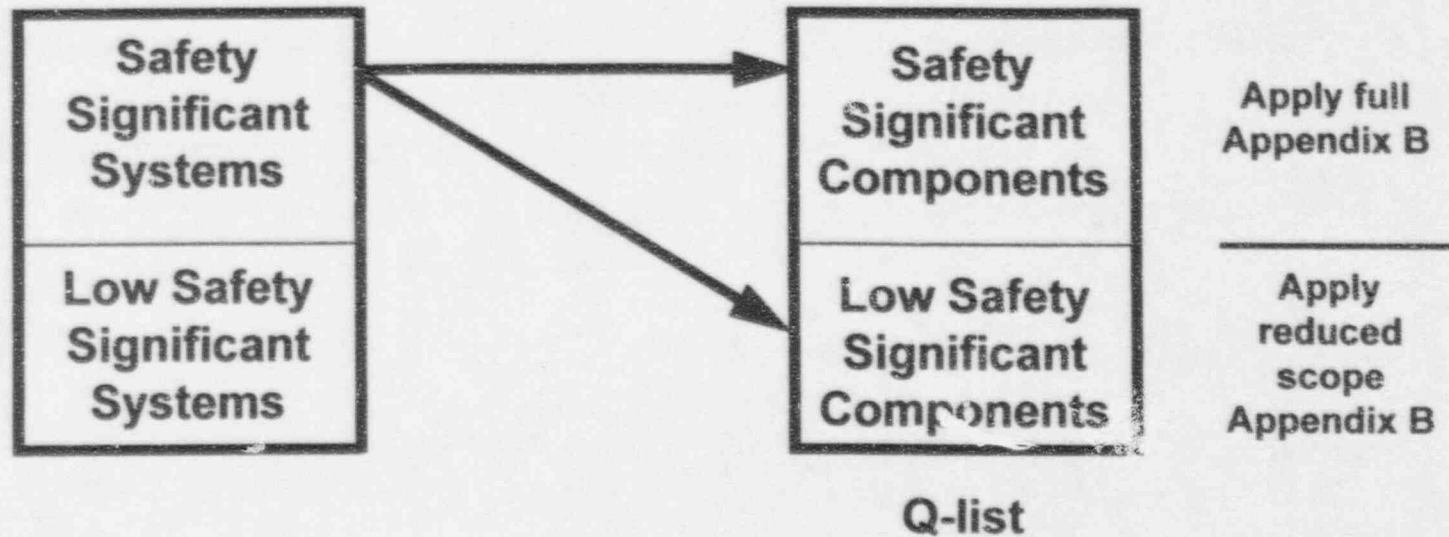 Safety
Significant
Systems
Low Safety
Significant
Systems
Safety
Significant
Components
Low Safety
Significant
Components
Q-list
Apply full
Appendix B
Apply
reduced
scope
Appendix B